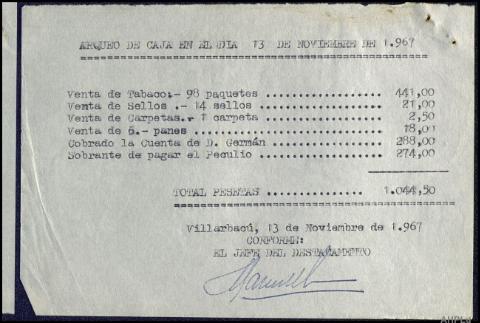 ARQUEO DE CAJA EN EL DIA 13 DE NOVIEMBRE DE 1.967
Venta de Tabaco.- 98 paquetes .................. 441,00
Venta de Sellos .- 14 sellos ................... 21,00
Venta de Carpetas.- 1 carpeta .................. 2,50
Venta de 6.- panes ............................. 18,00
Cobrado la Cuenta de D. Germán ................. 288,00
Sobrante de pagar el Peculio ................... 274,00
TOTAL PESETAS ................ 1.044,50
Villarbacú, 13 de Noviembre de 1.967
CORFORME:
EL JEFE DEL DESTACAMENTO